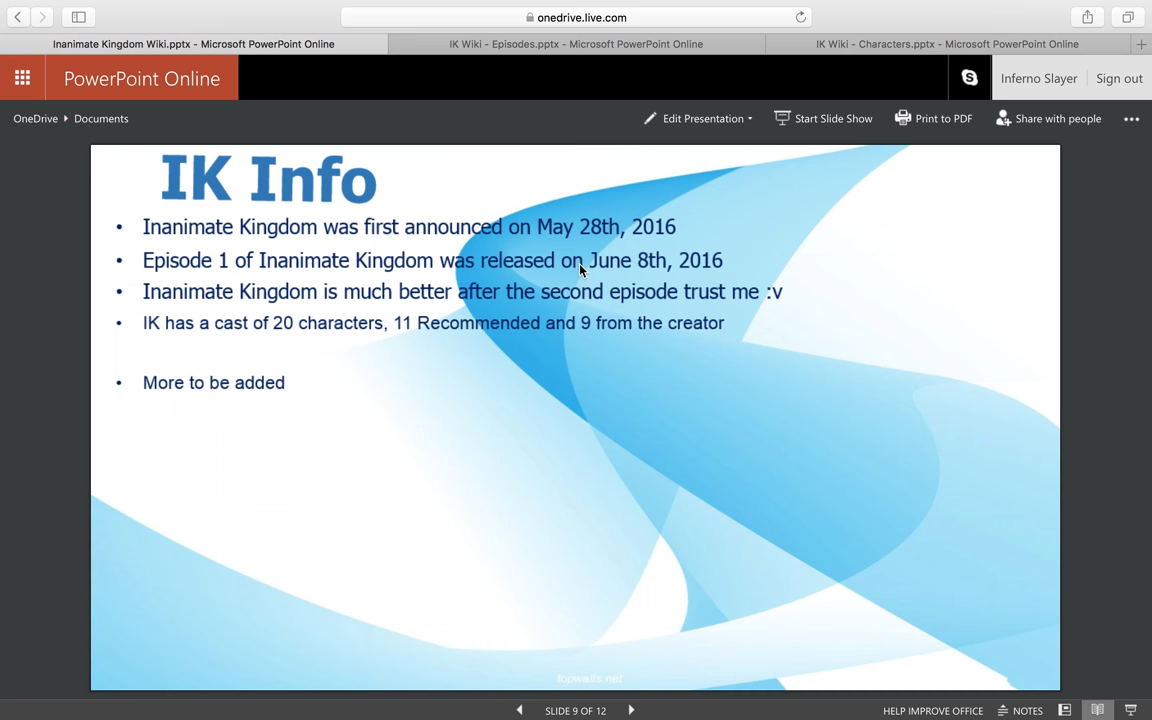 onedrive.live.com
Inanimate Kingdom Wiki.pptx - Microsoft PowerPoint Online
IK Wiki - Episodes.pptx - Microsoft PowerPoint Online
IK Wiki - Characters.pptx - Microsoft PowerPoint Online
PowerPoint Online
Inferno Slayer
Sign out
OneDrive
Documents
Edit Presentation
Start Slide Show
Print to PDF
Share with people
IK Info
• Inanimate Kingdom was first announced on May 28th, 2016
• Episode 1 of Inanimate Kingdom was released on June 8th, 2016
• Inanimate Kingdom is much better after the second episode trust me :v
• IK has a cast of 20 characters, 11 Recommended and 9 from the creator
• More to be added
topwalls.net
SLIDE 9 OF 12
HELP IMPROVE OFFICE
NOTES